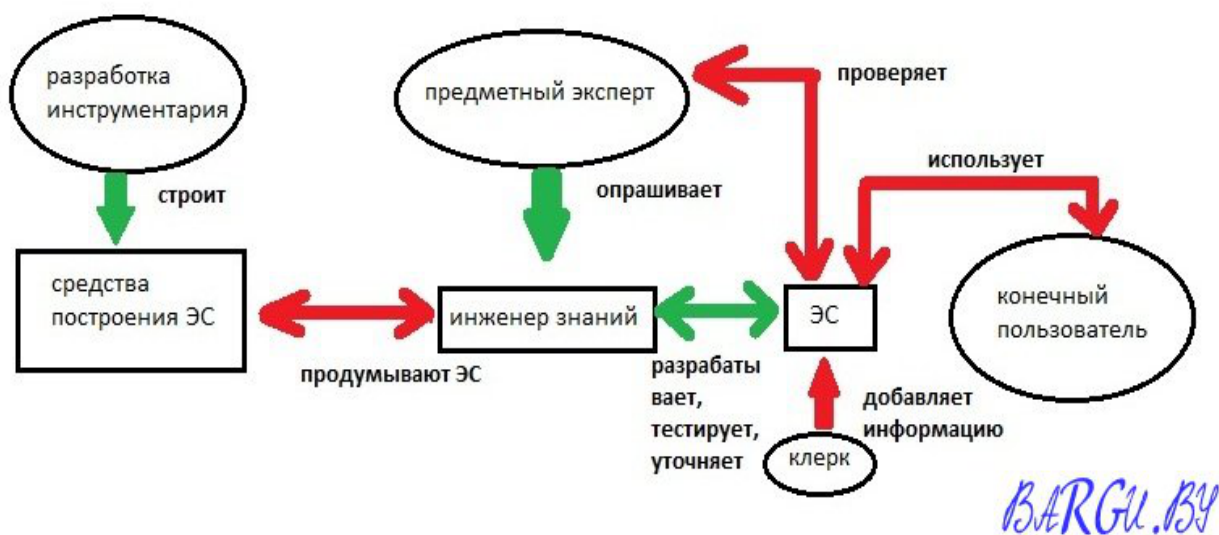 разработка
инструментария
строит
средства
построения ЭС
предметный эксперт
опрашивает
инженер знаний
продумывают ЭС
проверяет
использует
ЭС
разрабаты
вает,
тестирует,
уточняет
добавляет
информацию
клерк
конечный
пользователь
BARGU.BY